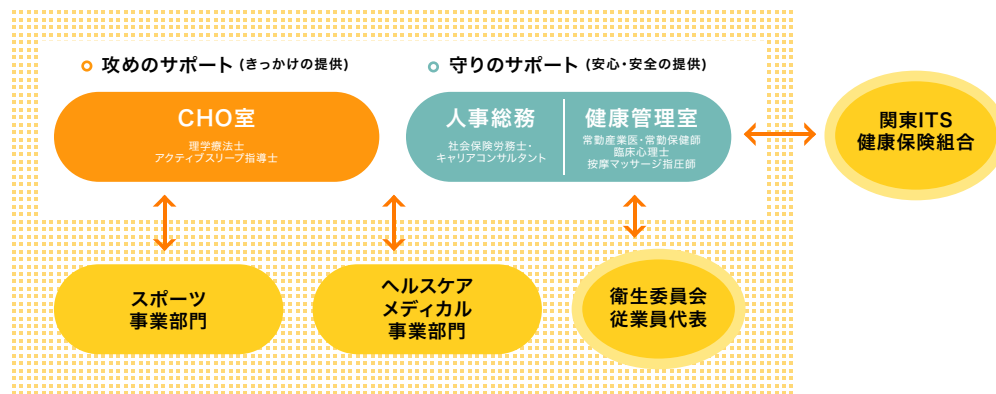 攻めのサポート (きっかけの提供)
守りのサポート (安心・安全の提供)
CHO室
理学療法士
アクティブスリープ指導士
人事総務
社会保険労務士・
キャリアコンサルタント
健康管理室
常勤産業医・常勤保健師
臨床心理士
按摩マッサージ指圧師
関東ITS
健康保険組合
スポーツ
事業部門
ヘルスケア
メディカル
事業部門
衛生委員会
従業員代表